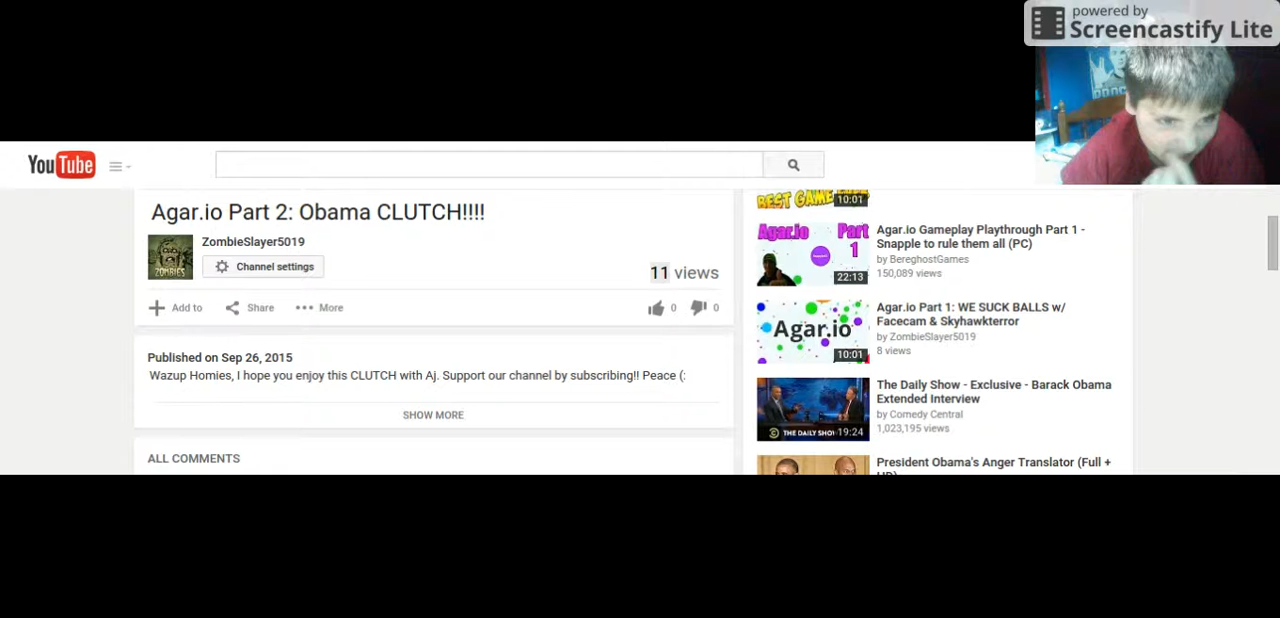 powered by
Screencastify Lite
YouTube
Agar.io Part 2: Obama CLUTCH!!!!
ZombieSlayer5019
Channel settings
11 views
Add to
Share
More
0
0
Published on Sep 26, 2015
Wazup Homies, I hope you enjoy this CLUTCH with Aj. Support our channel by subscribing!! Peace (:
SHOW MORE
ALL COMMENTS
BEST GAME EVER
10:01
Agar.io Part 1
22:13
Agar.io Gameplay Playthrough Part 1 -
Snapple to rule them all (PC)
by BereghostGames
150,089 views
Agar.io
10:01
Agar.io Part 1: WE SUCK BALLS w/
Facecam & Skyhawkterror
by ZombieSlayer5019
8 views
THE DAILY SHOW
19:24
The Daily Show - Exclusive - Barack Obama
Extended Interview
by Comedy Central
1,023,195 views
President Obama's Anger Translator (Full +
HD)
ZOMBIES